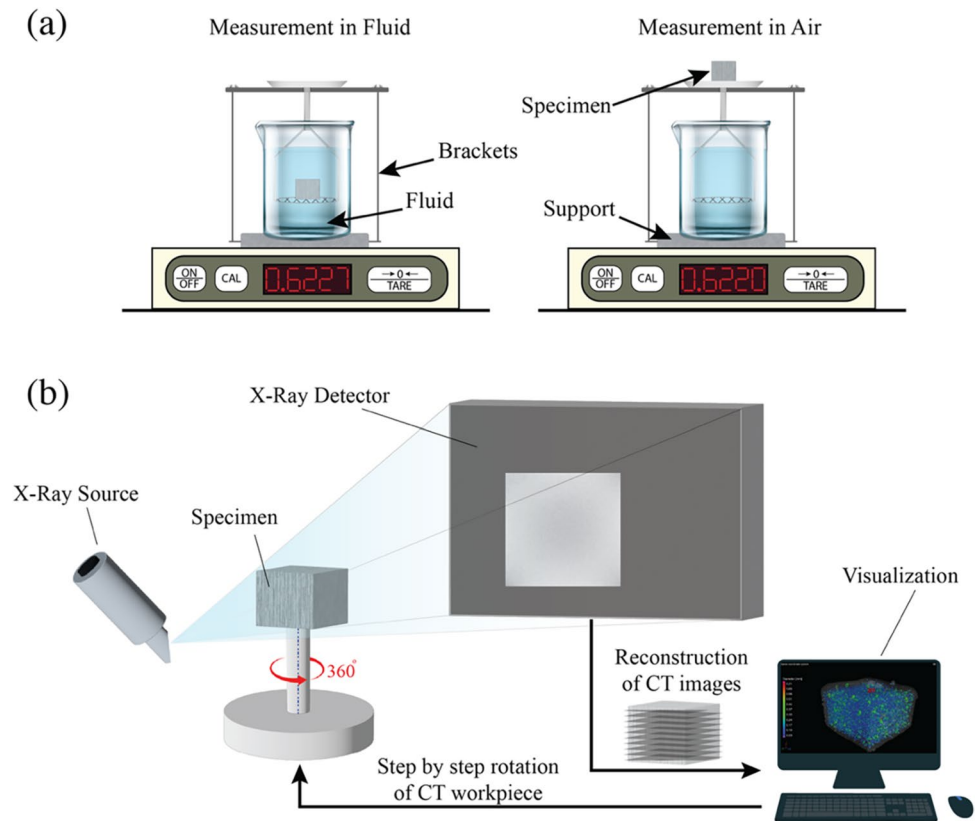 (a)
Measurement in Fluid
Measurement in Air
Specimen
Brackets
Fluid
Support
ON
OFF
CAL
0.6227
→0←
TARE
ON
OFF
CAL
0.6220
→0←
TARE
(b)
X-Ray Detector
X-Ray Source
Specimen
Visualization
360°
Reconstruction
of CT images
Step by step rotation
of CT workpiece